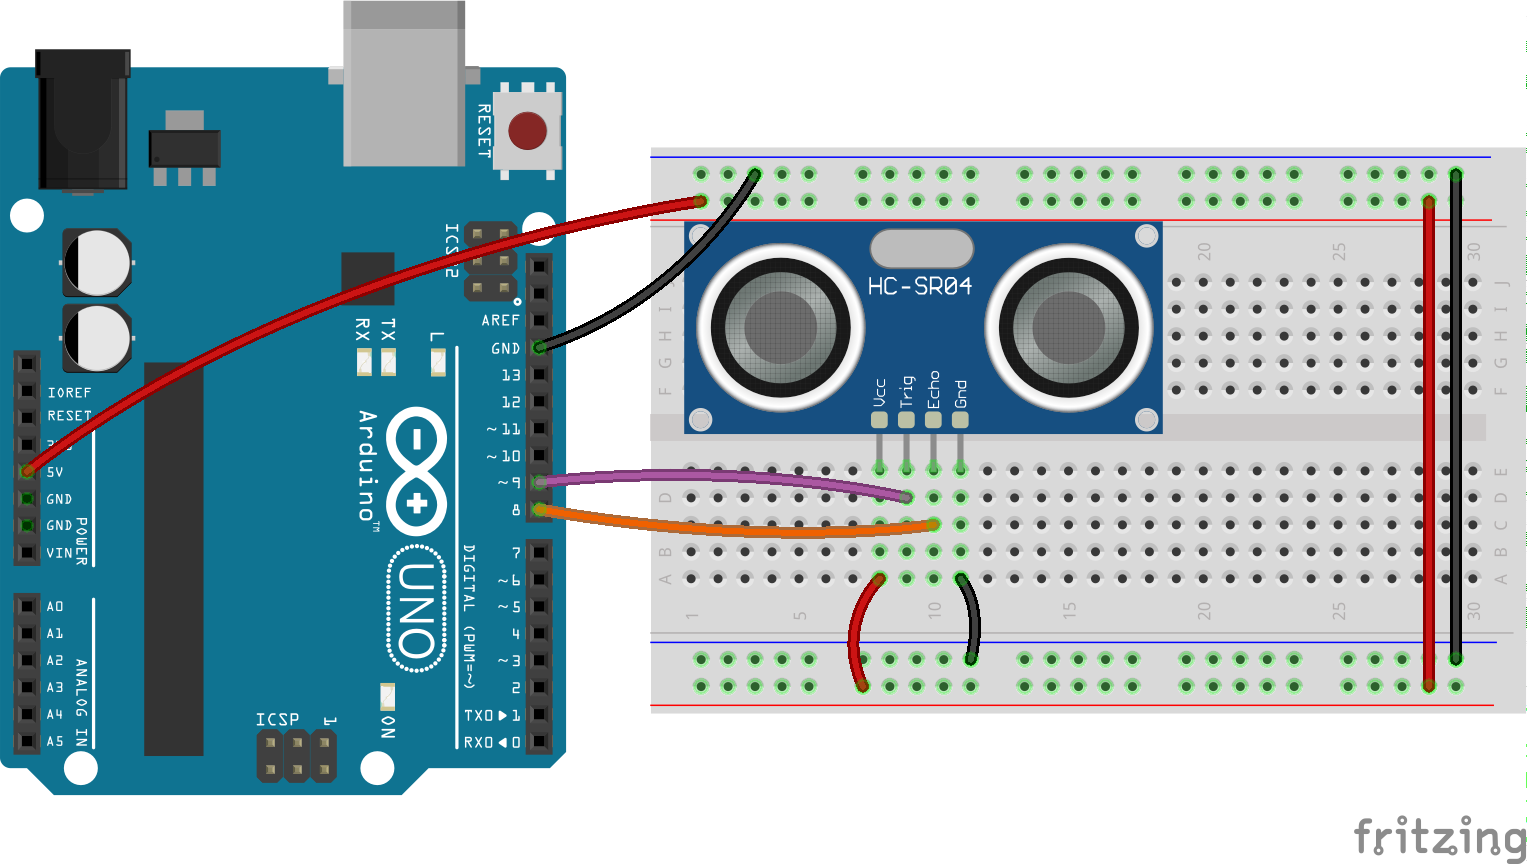 RESET
ICSP2
AREF
GND
13
12
~11
~10
~9
8
7
~6
~5
4
~3
2
TX0▶1
RX0◀0
RX
TX
L
IOREF
RESET
5V
GND
GND
VIN
POWER
A0
A1
A2
A3
A4
A5
ANALOG IN
Arduino™
UNO
DIGITAL (PWM=~)
ICSP
1
ON
HC-SR04
Vcc
Trig
Echo
Gnd
20
25
30
J
I
I
H
H
G
G
F
F
E
D
D
C
C
B
B
A
A
1
5
10
15
20
25
30
fritzing